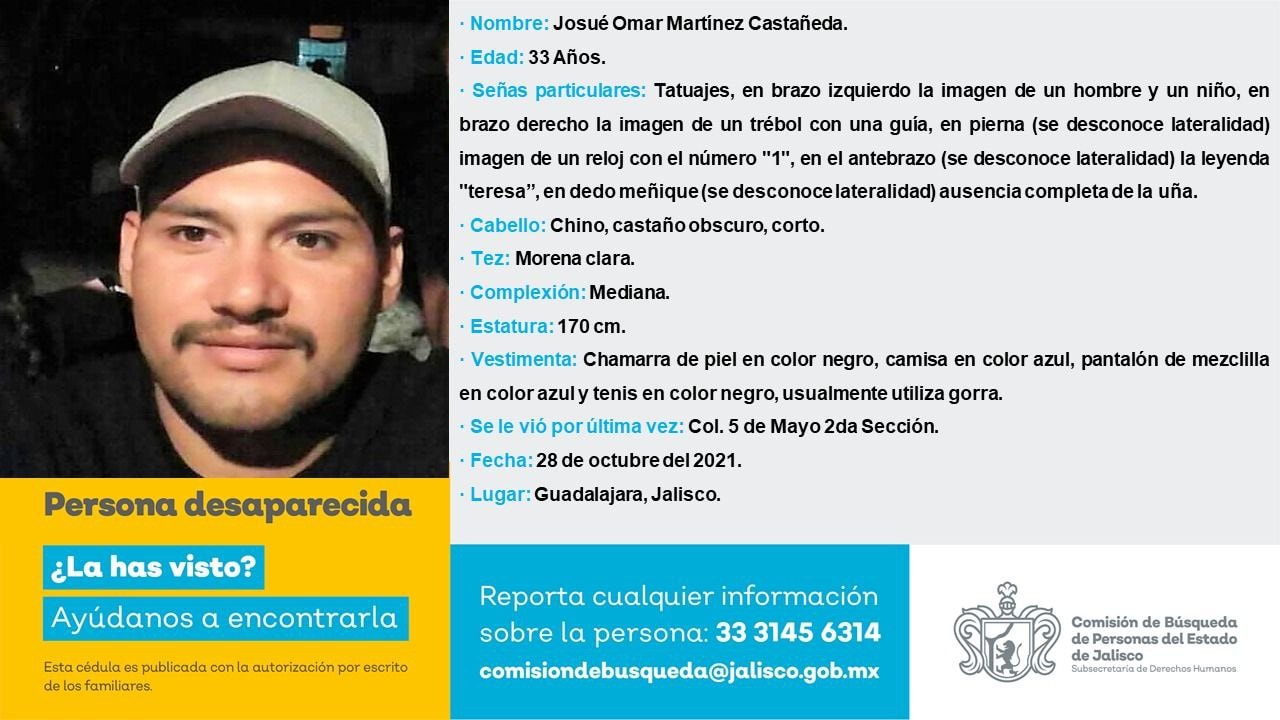 · Nombre: Josué Omar Martínez Castañeda.
· Edad: 33 Años.
· Señas particulares: Tatuajes, en brazo izquierdo la imagen de un hombre y un niño, en
brazo derecho la imagen de un trébol con una guía, en pierna (se desconoce lateralidad)
imagen de un reloj con el número "1", en el antebrazo (se desconoce lateralidad) la leyenda
"teresa”, en dedo meñique (se desconoce lateralidad) ausencia completa de la uña.
· Cabello: Chino, castaño obscuro, corto.
· Tez: Morena clara.
· Complexión: Mediana.
· Estatura: 170 cm.
· Vestimenta: Chamarra de piel en color negro, camisa en color azul, pantalón de mezclilla
en color azul y tenis en color negro, usualmente utiliza gorra.
· Se le vió por última vez: Col. 5 de Mayo 2da Sección.
· Fecha: 28 de octubre del 2021.
· Lugar: Guadalajara, Jalisco.
Persona desaparecida
¿La has visto?
Ayúdanos a encontrarla
Esta cédula es publicada con la autorización por escrito
de los familiares.
Reporta cualquier información
sobre la persona: 33 3145 6314
comisiondebusqueda@jalisco.gob.mx
Comisión de Búsqueda
de Personas del Estado
de Jalisco
Subsecretaría de Derechos Humanos